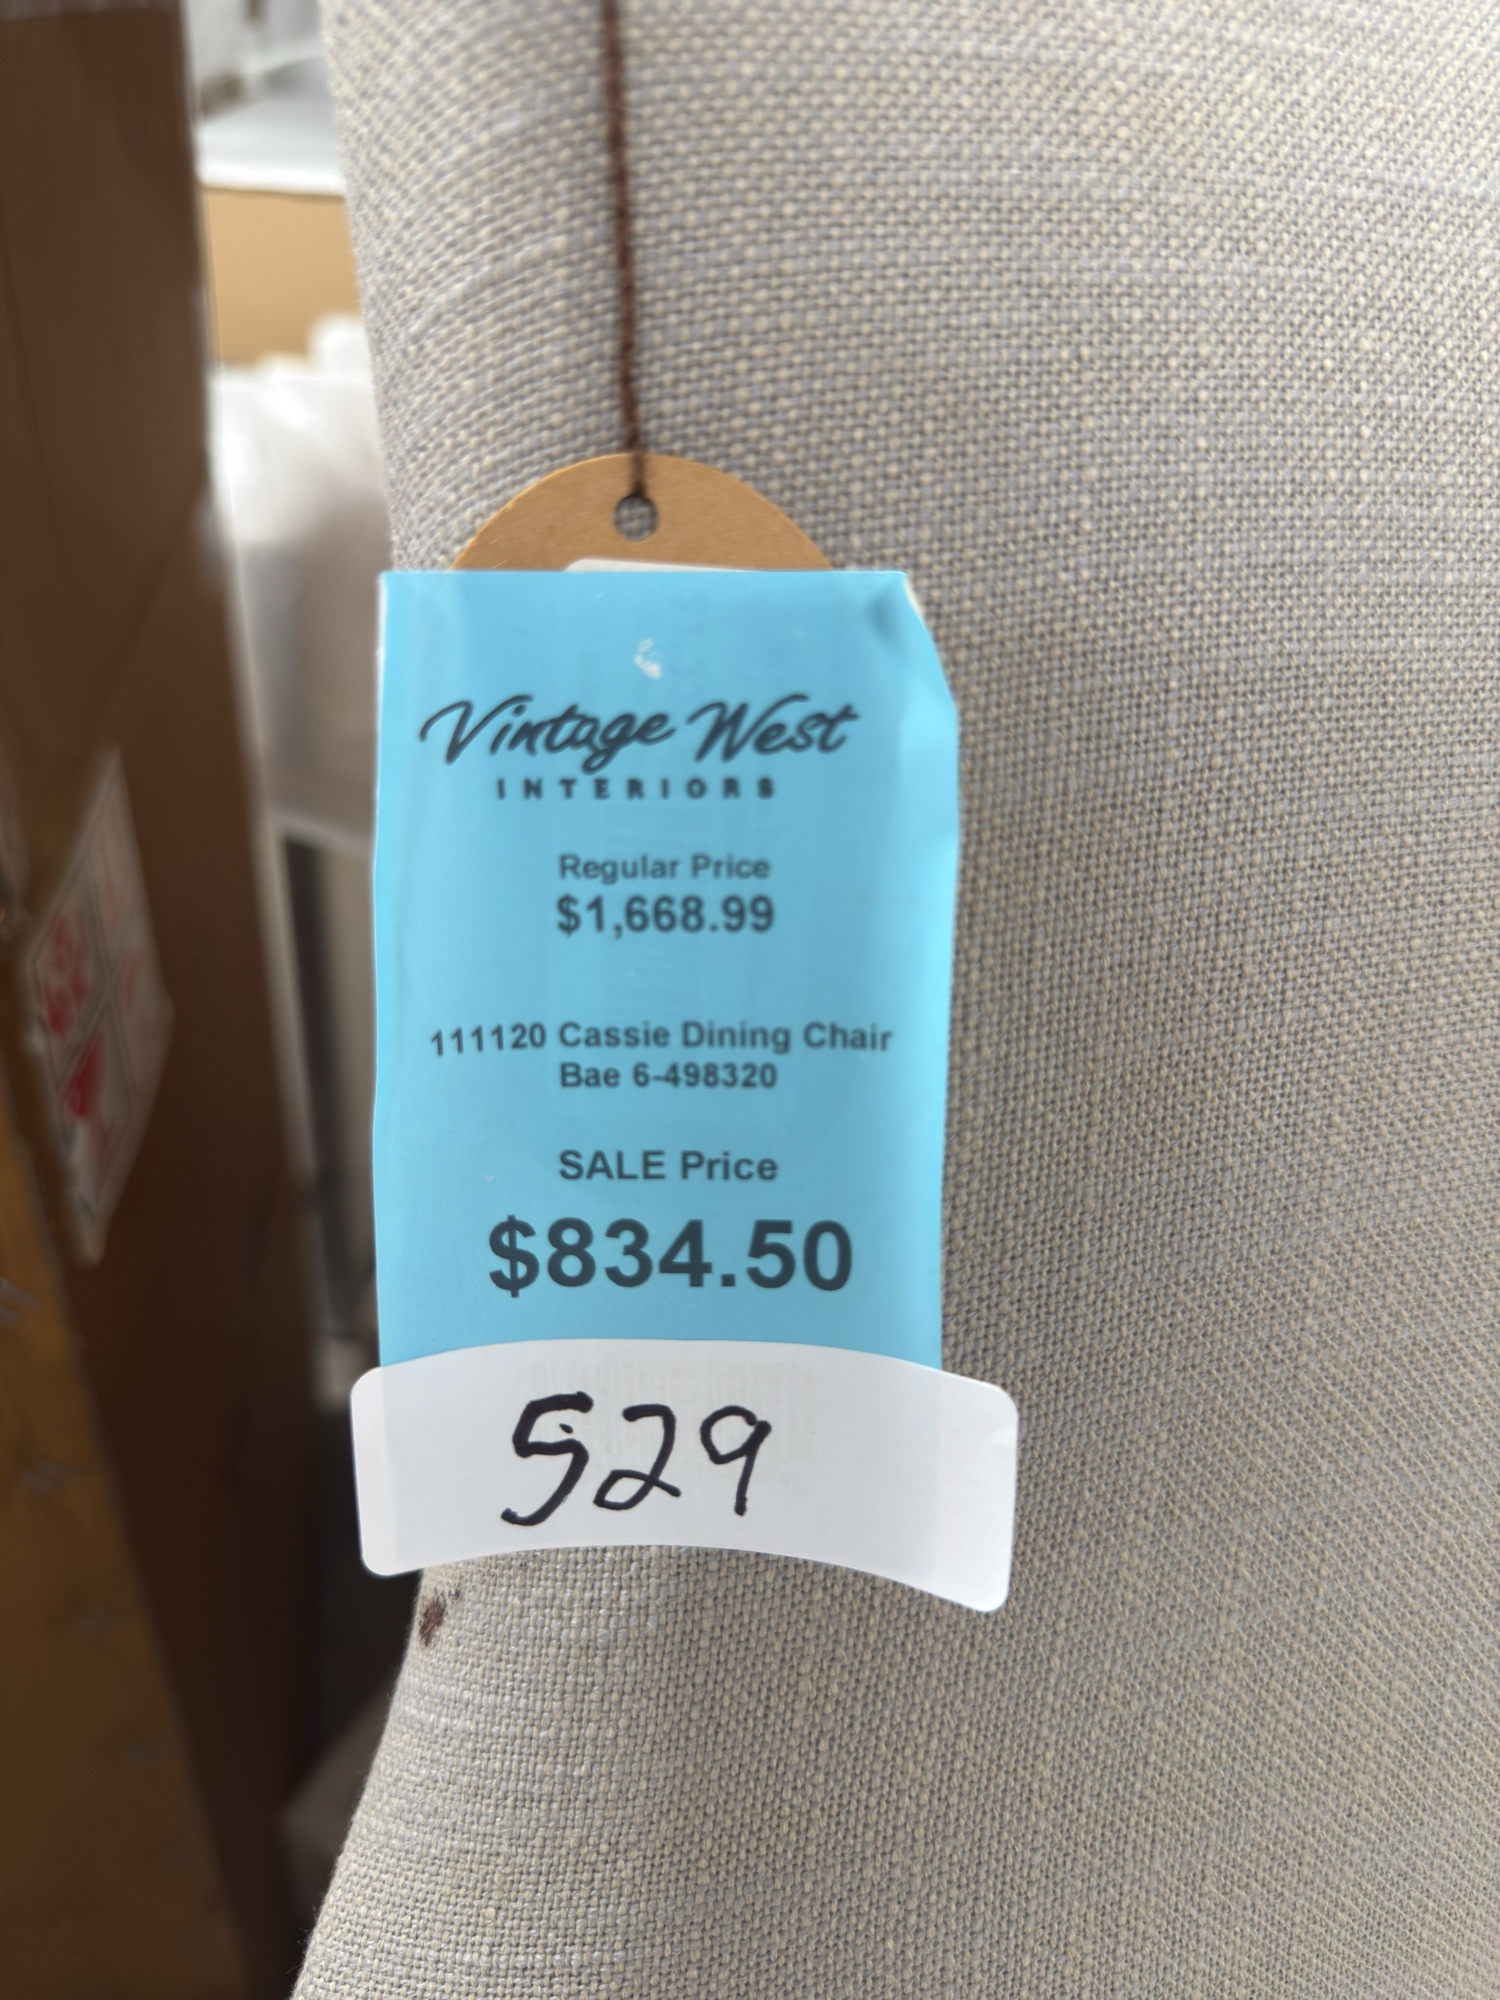 Vintage West
INTERIORS
Regular Price
$1,668.99
111120 Cassie Dining Chair
Bae 6-498320
SALE Price
$834.50
529